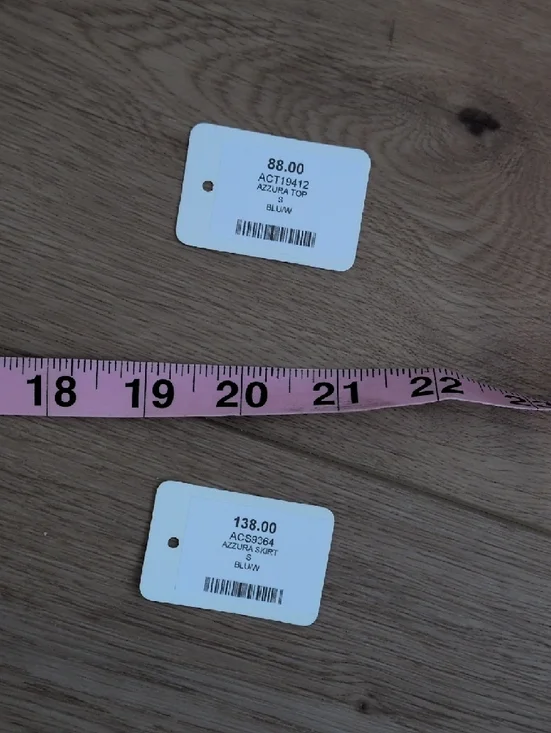 88.00
ACT19412
AZZURA TOP
S
BLU/W
18 19 20 21 22
138.00
ACS9364
AZZURA SKIRT
S
BLU/W